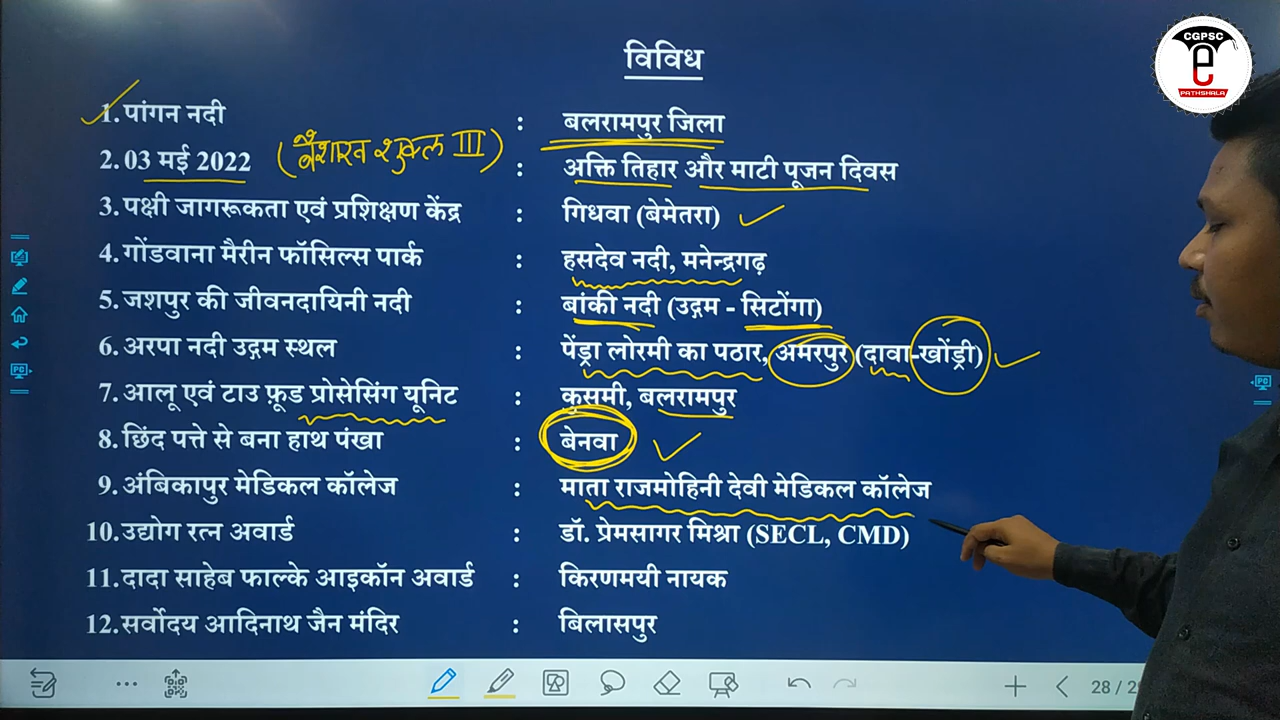 CGPSC
e
PATHSHALA
विविध
1. पांगन नदी : बलरामपुर जिला
2. 03 मई 2022 (वैशाख शुक्ल III) : अक्ति तिहार और माटी पूजन दिवस
3. पक्षी जागरूकता एवं प्रशिक्षण केंद्र : गिधवा (बेमेतरा)
4. गोंडवाना मैरीन फॉसिल्स पार्क : हसदेव नदी, मनेन्द्रगढ़
5. जशपुर की जीवनदायिनी नदी : बांकी नदी (उद्गम - सिटोंगा)
6. अरपा नदी उद्गम स्थल : पेंड्रा लोरमी का पठार, अमरपुर (दावा-खोंड्री)
7. आलू एवं टाउ फ़ूड प्रोसेसिंग यूनिट : कुसमी, बलरामपुर
8. छिंद पत्ते से बना हाथ पंखा : बेनवा
9. अंबिकापुर मेडिकल कॉलेज : माता राजमोहिनी देवी मेडिकल कॉलेज
10. उद्योग रत्न अवार्ड : डॉ. प्रेमसागर मिश्रा (SECL, CMD)
11. दादा साहेब फाल्के आइकॉन अवार्ड : किरणमयी नायक
12. सर्वोदय आदिनाथ जैन मंदिर : बिलासपुर